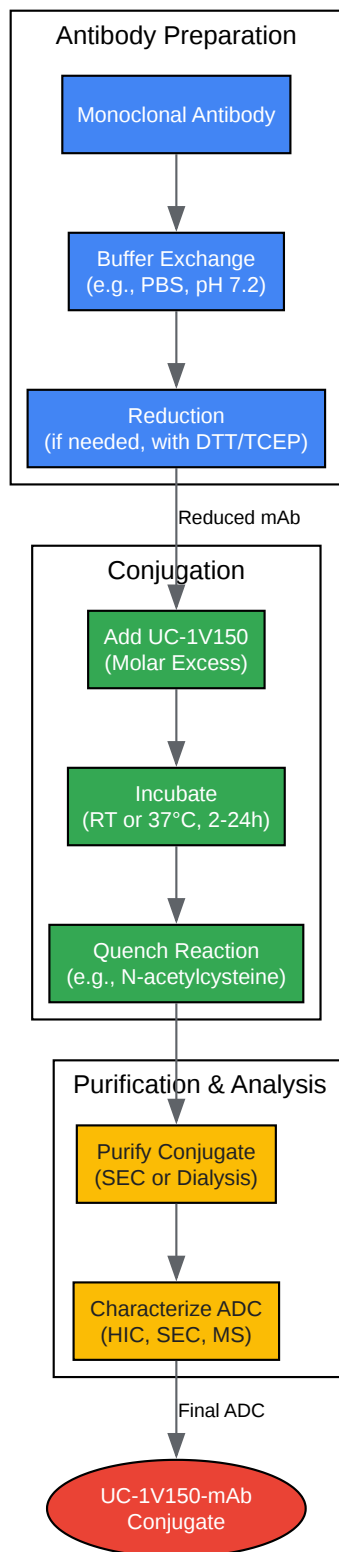 Antibody Preparation
Monoclonal Antibody
Buffer Exchange
(e.g., PBS, pH 7.2)
Reduction
(if needed, with DTT/TCEP)
Reduced mAb
Conjugation
Add UC-1V150
(Molar Excess)
Incubate
(RT or 37°C, 2-24h)
Quench Reaction
(e.g., N-acetylcysteine)
Purification & Analysis
Purify Conjugate
(SEC or Dialysis)
Characterize ADC
(HIC, SEC, MS)
Final ADC
UC-1V150-mAb
Conjugate